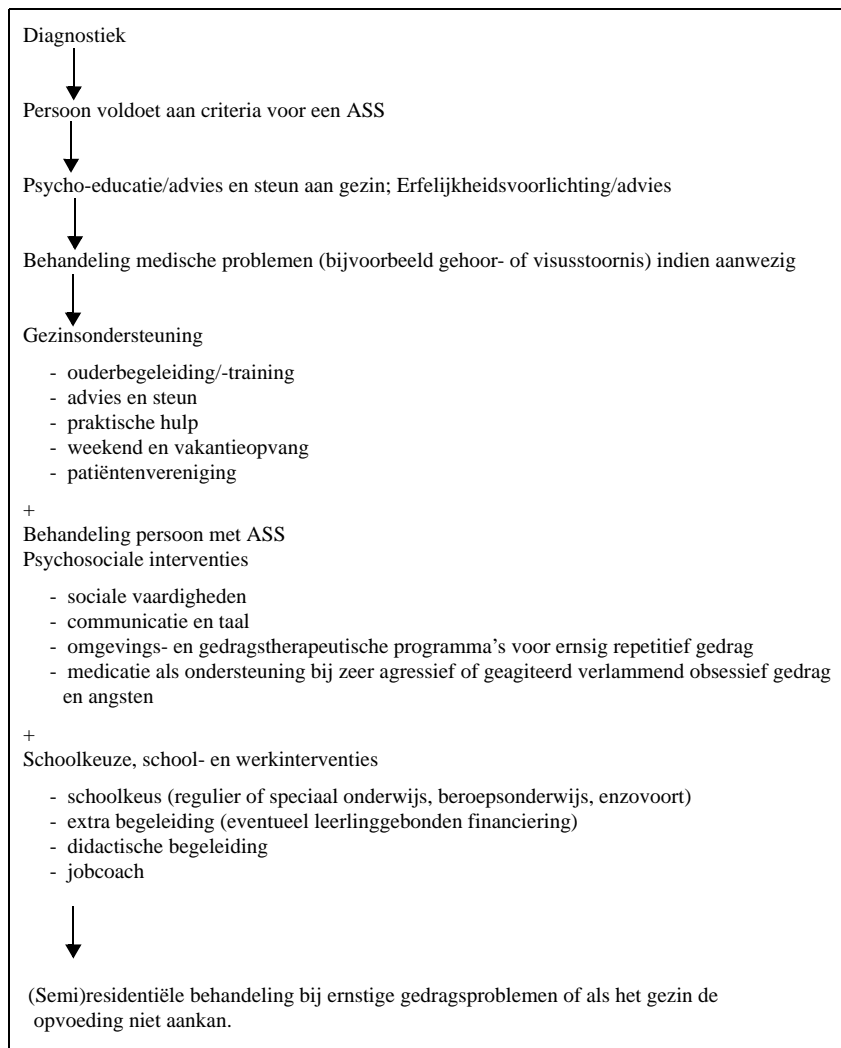 Diagnostiek
Persoon voldoet aan criteria voor een ASS
Psycho-educatie/advies en steun aan gezin; Erfelijkheidsvoorlichting/advies
Behandeling medische problemen (bijvoorbeeld gehoor- of visusstoornis) indien aanwezig
Gezinsondersteuning
- ouderbegeleiding/-training
- advies en steun
- praktische hulp
- weekend en vakantieopvang
- patiëntenvereniging
+
Behandeling persoon met ASS
Psychosociale interventies
- sociale vaardigheden
- communicatie en taal
- omgevings- en gedragstherapeutische programma's voor ernsig repetitief gedrag
- medicatie als ondersteuning bij zeer agressief of geagiteerd verlammend obsessief gedrag
en angsten
+
Schoolkeuze, school- en werkinterventies
- schoolkeus (regulier of speciaal onderwijs, beroepsonderwijs, enzovoort)
- extra begeleiding (eventueel leerlinggebonden financiering)
- didactische begeleiding
- jobcoach
(Semi)residentiële behandeling bij ernstige gedragsproblemen of als het gezin de
opvoeding niet aankan.